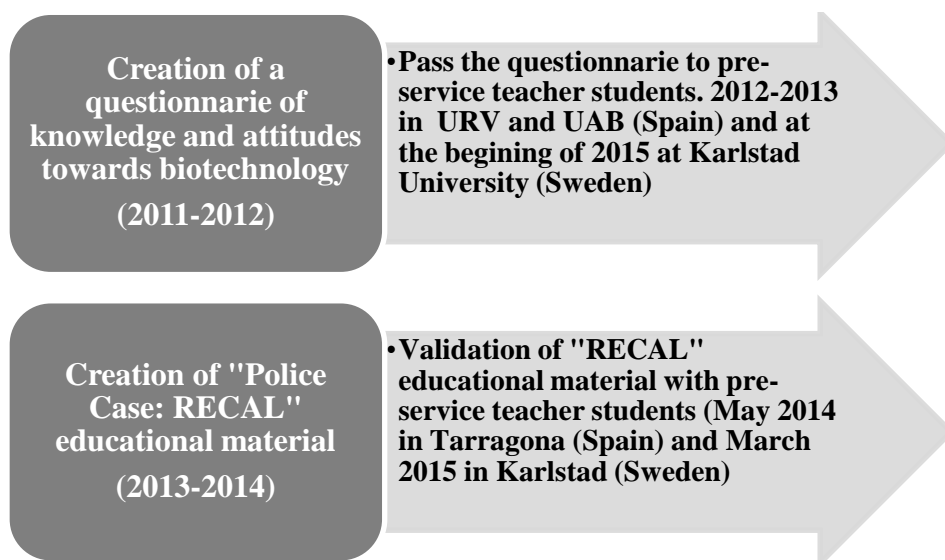 Creation of a
questionnarie of
knowledge and attitudes
towards biotechnology
(2011-2012)
•Pass the questionnarie to pre-
service teacher students. 2012-2013
in URV and UAB (Spain) and at
the begining of 2015 at Karlstad
University (Sweden)
Creation of "Police
Case: RECAL"
educational material
(2013-2014)
•Validation of "RECAL"
educational material with pre-
service teacher students (May 2014
in Tarragona (Spain) and March
2015 in Karlstad (Sweden)